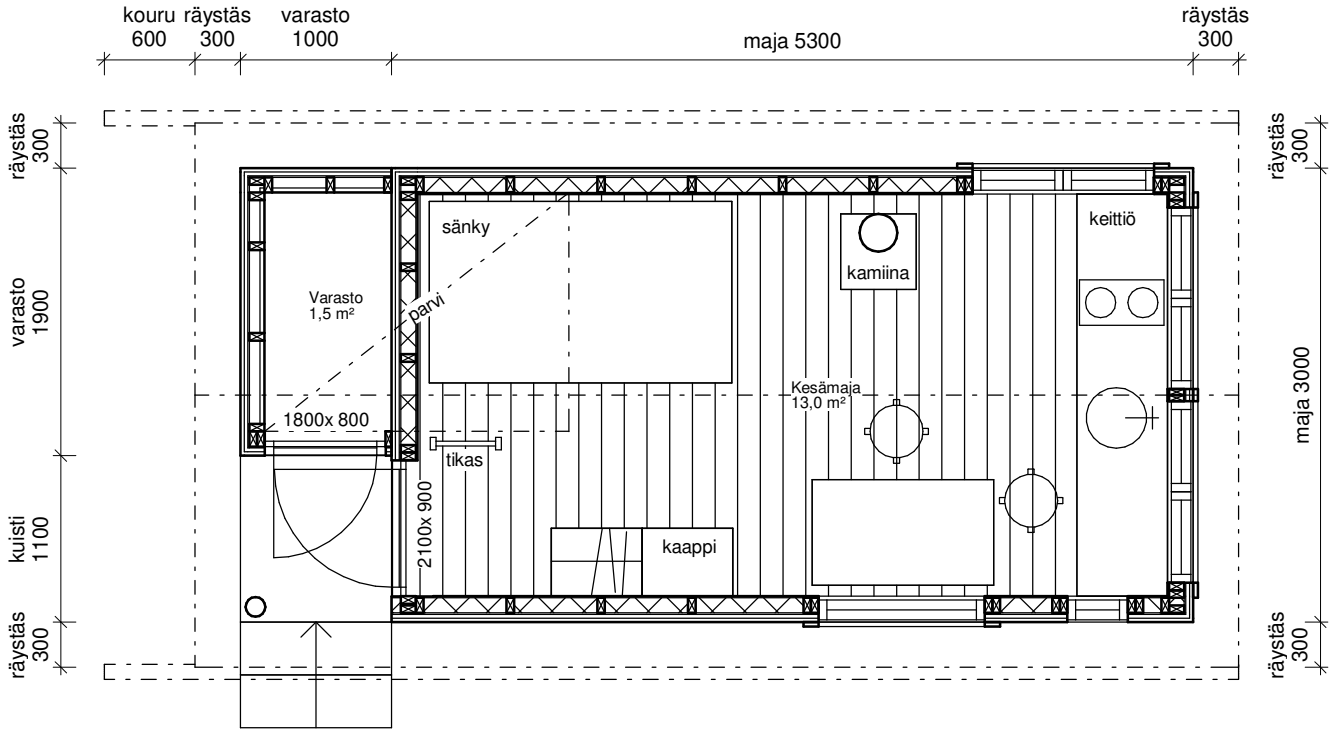 kouru räystäs varasto räystäs
600 300 1000 maja 5300 300
räystäs
300
varasto
1900
kuisti
1100
räystäs
300
sänky
keittiö
kamiina
Varasto
1,5 m²
parvi
Kesämaja
13,0 m²
1800x 800
tikas
2100x 900
kaappi
räystäs
300
maja 3000
räystäs
300